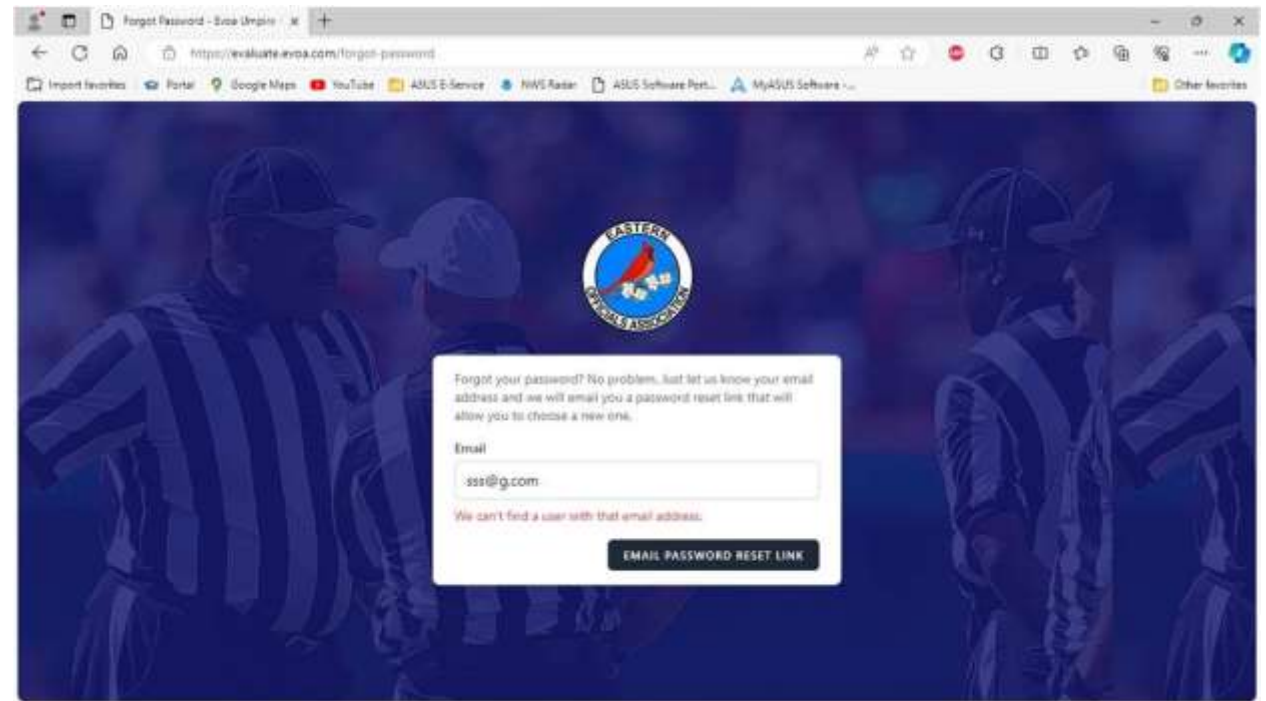 Forgot Password - Evoa Umpire
https://evaluate.evoa.com/forgot-password
Import favorites Portal Google Maps YouTube ASUS E-Service NWS Radar ASUS Software Port... MyASUS Software -... Other favorites
EASTERN
OFFICIALS ASSOCIATION
Forgot your password? No problem. Just let us know your email
address and we will email you a password reset link that will
allow you to choose a new one.
Email
sss@g.com
We can't find a user with that email address.
EMAIL PASSWORD RESET LINK